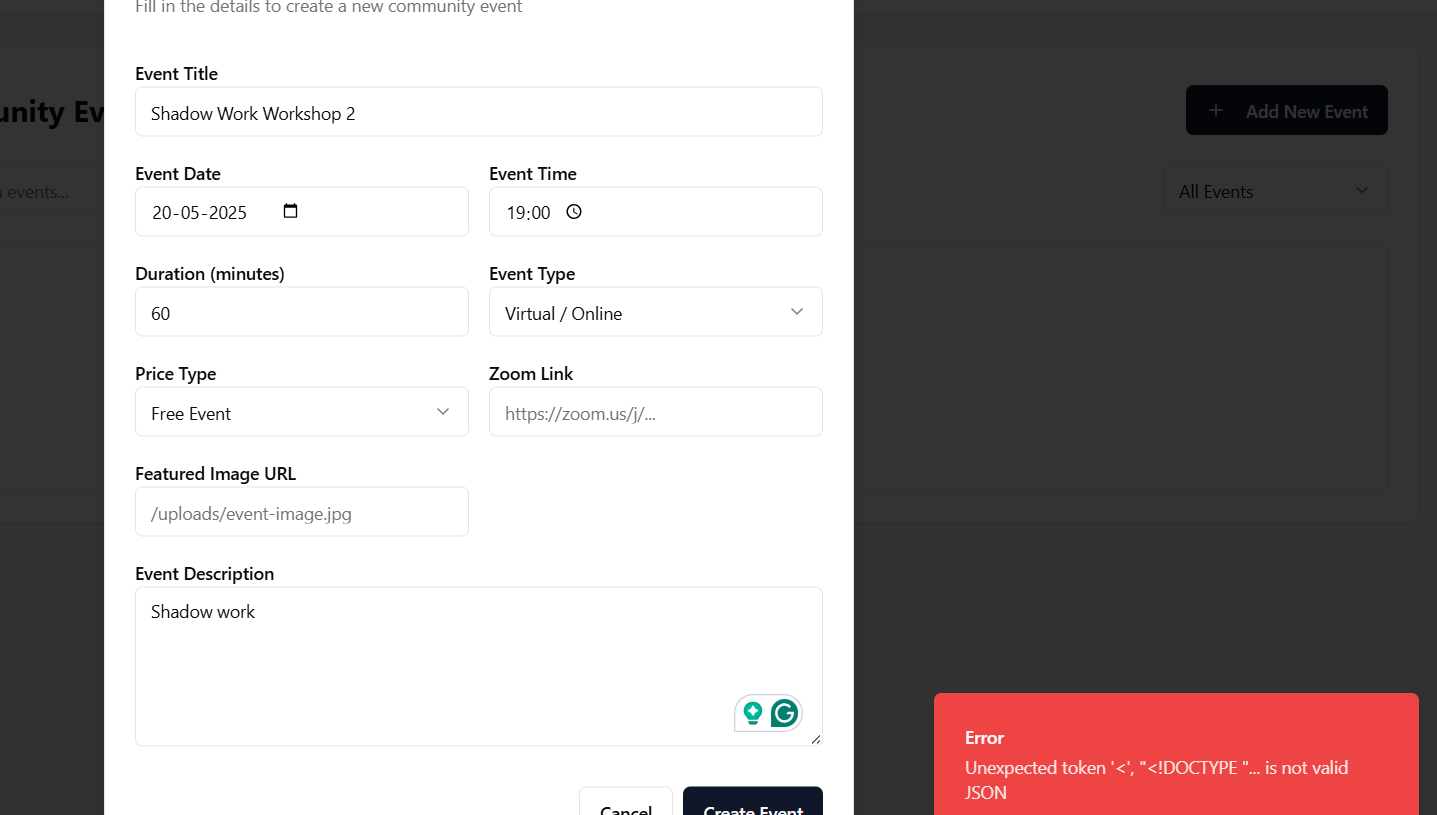 Fill in the details to create a new community event
Event Title
Shadow Work Workshop 2
unity Ev
Add New Event
Event Date
Event Time
events...
All Events
20-05-2025
19:00
Duration (minutes)
Event Type
60
Virtual / Online
Price Type
Zoom Link
Free Event
https://zoom.us/j/...
Featured Image URL
/uploads/event-image.jpg
Event Description
Shadow work
Error
Unexpected token '<', "<!DOCTYPE "... is not valid
JSON
Cancel
Create Event